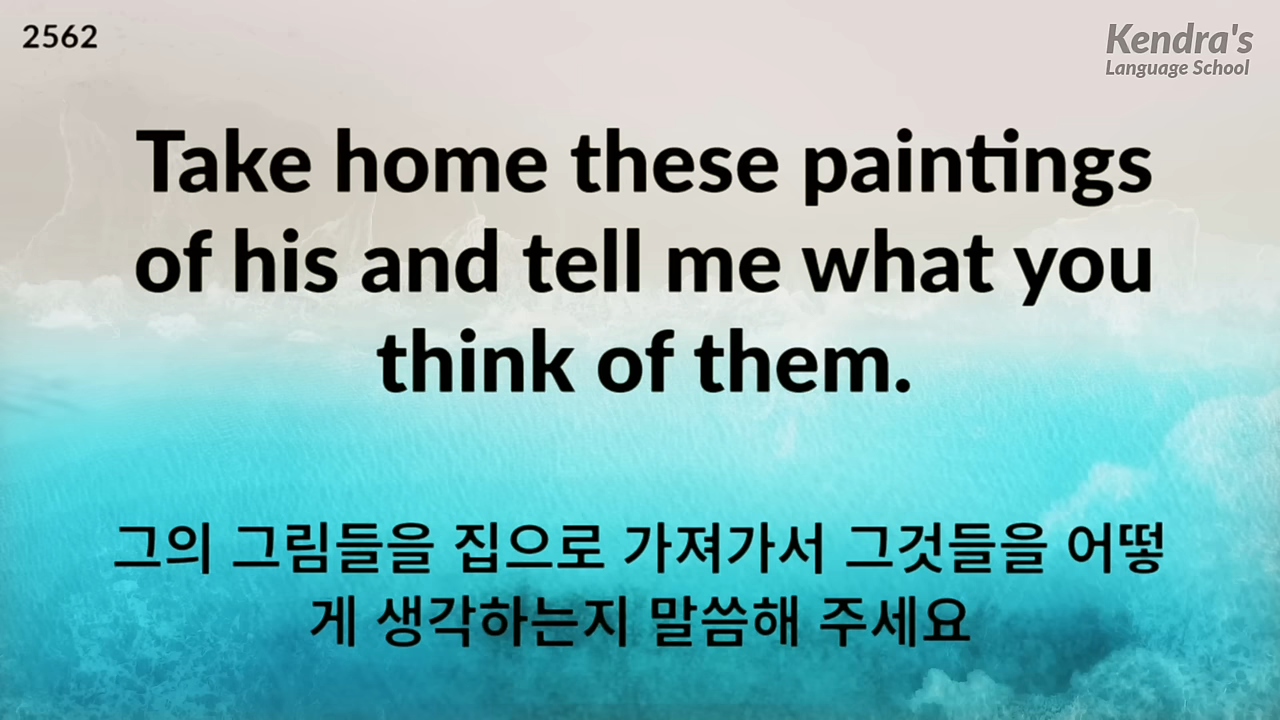 2562
Kendra's
Language School
Take home these paintings
of his and tell me what you
think of them.
그의 그림들을 집으로 가져가서 그것들을 어떻
게 생각하는지 말씀해 주세요